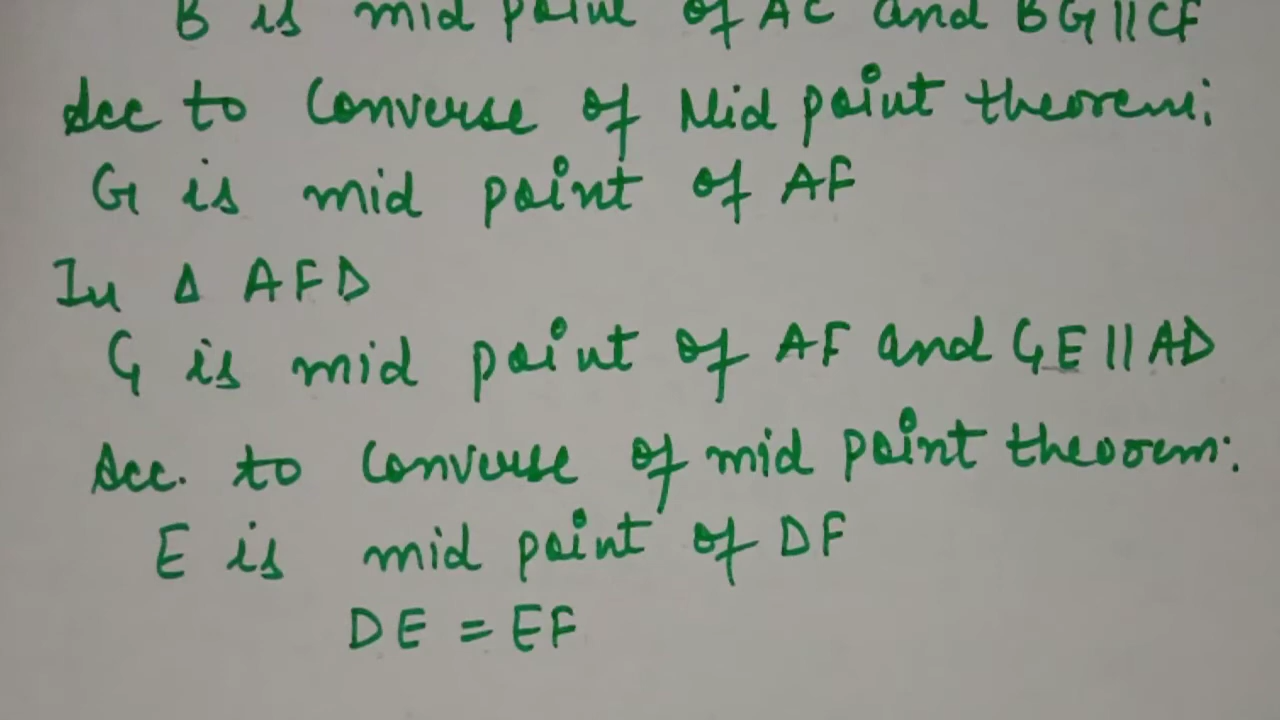 B is mid point of AC and BG || CF
Acc to Converse of Mid point theorem:
G is mid point of AF
In Δ AFD
G is mid point of AF and GE || AD
Acc. to Converse of mid point theorem:
E is mid point of DF
DE = EF